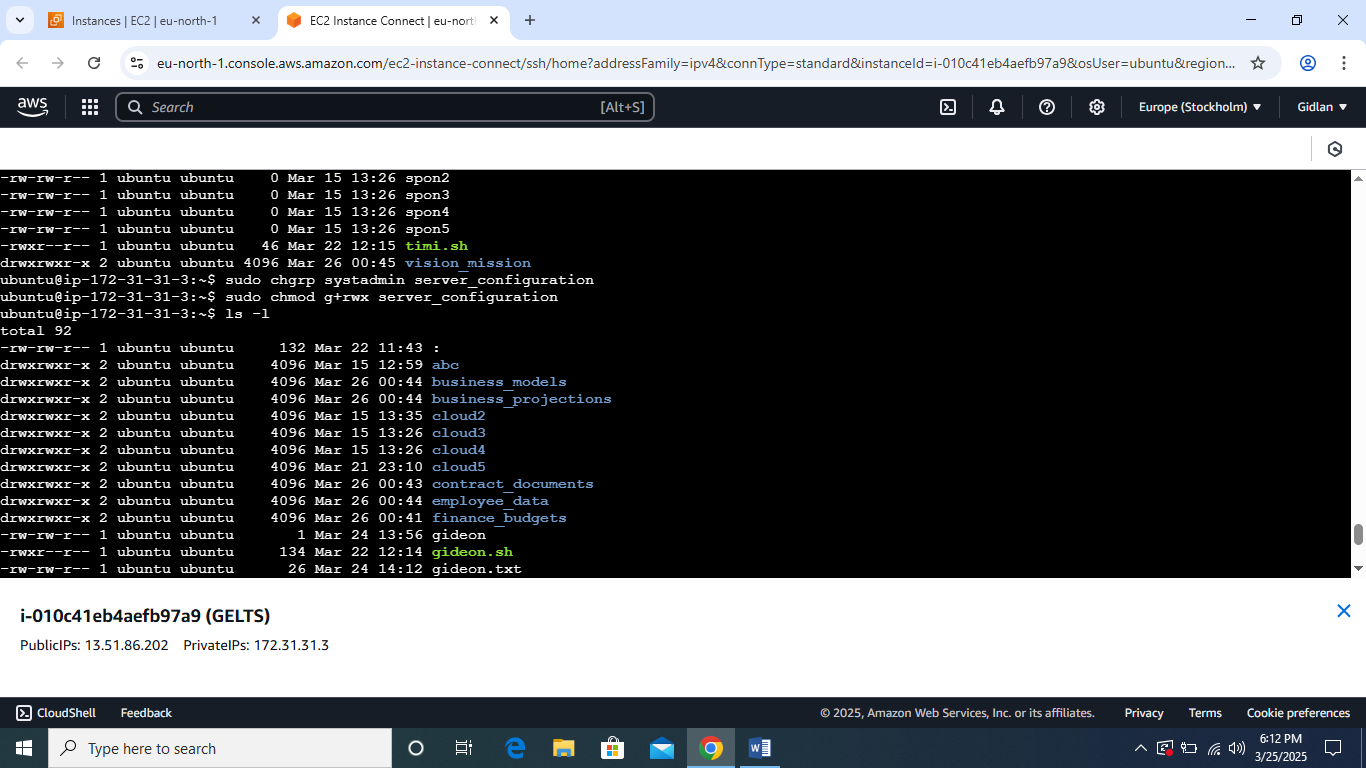 Instances | EC2 | eu-north-1
EC2 Instance Connect | eu-north
eu-north-1.console.aws.amazon.com/ec2-instance-connect/ssh/home?addressFamily=ipv4&connType=standard&instanceId=i-010c41eb4aefb97a9&osUser=ubuntu&region...
aws
Search
[Alt+S]
Europe (Stockholm)
Gidlan
-rw-rw-r-- 1 ubuntu ubuntu    0 Mar 15 13:26 spon2
-rw-rw-r-- 1 ubuntu ubuntu    0 Mar 15 13:26 spon3
-rw-rw-r-- 1 ubuntu ubuntu    0 Mar 15 13:26 spon4
-rw-rw-r-- 1 ubuntu ubuntu    0 Mar 15 13:26 spon5
-rwxr--r-- 1 ubuntu ubuntu   46 Mar 22 12:15 timi.sh
drwxrwxr-x 2 ubuntu ubuntu 4096 Mar 26 00:45 vision_mission
ubuntu@ip-172-31-31-3:~$ sudo chgrp systadmin server_configuration
ubuntu@ip-172-31-31-3:~$ sudo chmod g+rwx server_configuration
ubuntu@ip-172-31-31-3:~$ ls -l
total 92
-rw-rw-r-- 1 ubuntu ubuntu     132 Mar 22 11:43 :
drwxrwxr-x 2 ubuntu ubuntu    4096 Mar 15 12:59 abc
drwxrwxr-x 2 ubuntu ubuntu    4096 Mar 26 00:44 business_models
drwxrwxr-x 2 ubuntu ubuntu    4096 Mar 26 00:44 business_projections
drwxrwxr-x 2 ubuntu ubuntu    4096 Mar 15 13:35 cloud2
drwxrwxr-x 2 ubuntu ubuntu    4096 Mar 15 13:26 cloud3
drwxrwxr-x 2 ubuntu ubuntu    4096 Mar 15 13:26 cloud4
drwxrwxr-x 2 ubuntu ubuntu    4096 Mar 21 23:10 cloud5
drwxrwxr-x 2 ubuntu ubuntu    4096 Mar 26 00:43 contract_documents
drwxrwxr-x 2 ubuntu ubuntu    4096 Mar 26 00:44 employee_data
drwxrwxr-x 2 ubuntu ubuntu    4096 Mar 26 00:41 finance_budgets
-rw-rw-r-- 1 ubuntu ubuntu       1 Mar 24 13:56 gideon
-rwxr--r-- 1 ubuntu ubuntu     134 Mar 22 12:14 gideon.sh
-rw-rw-r-- 1 ubuntu ubuntu      26 Mar 24 14:12 gideon.txt
i-010c41eb4aefb97a9 (GELTS)
PublicIPs: 13.51.86.202    PrivateIPs: 172.31.31.3
CloudShell
Feedback
© 2025, Amazon Web Services, Inc. or its affiliates.
Privacy
Terms
Cookie preferences
Type here to search
6:12 PM
3/25/2025